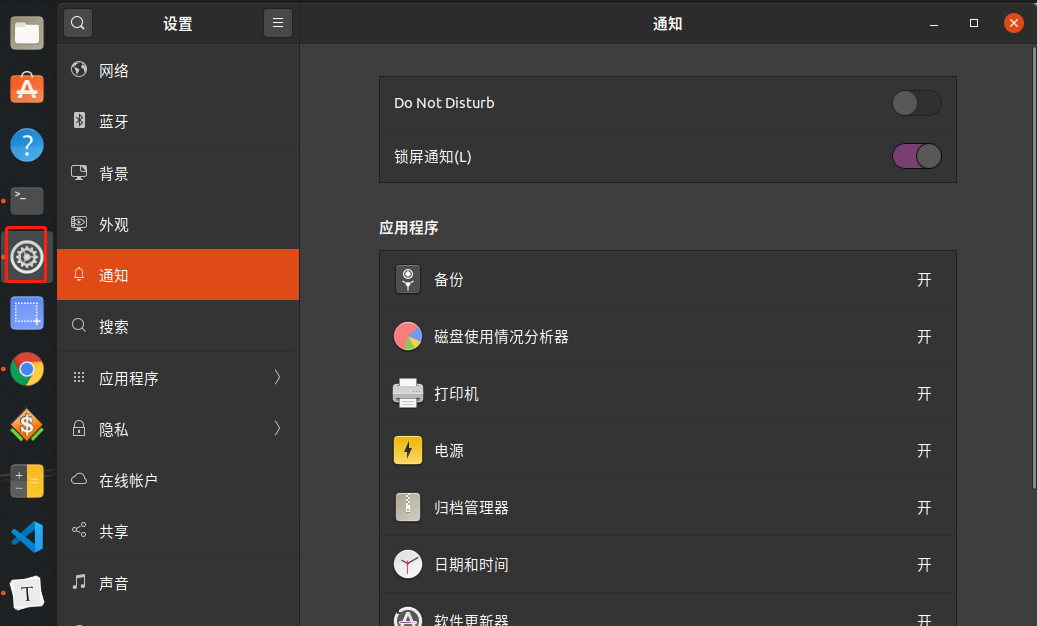 设置
通知
网络
蓝牙
背景
外观
通知
搜索
应用程序
隐私
在线帐户
共享
声音
Do Not Disturb
锁屏通知(L)
应用程序
备份 开
磁盘使用情况分析器 开
打印机 开
电源 开
归档管理器 开
日期和时间 开
软件更新器 开